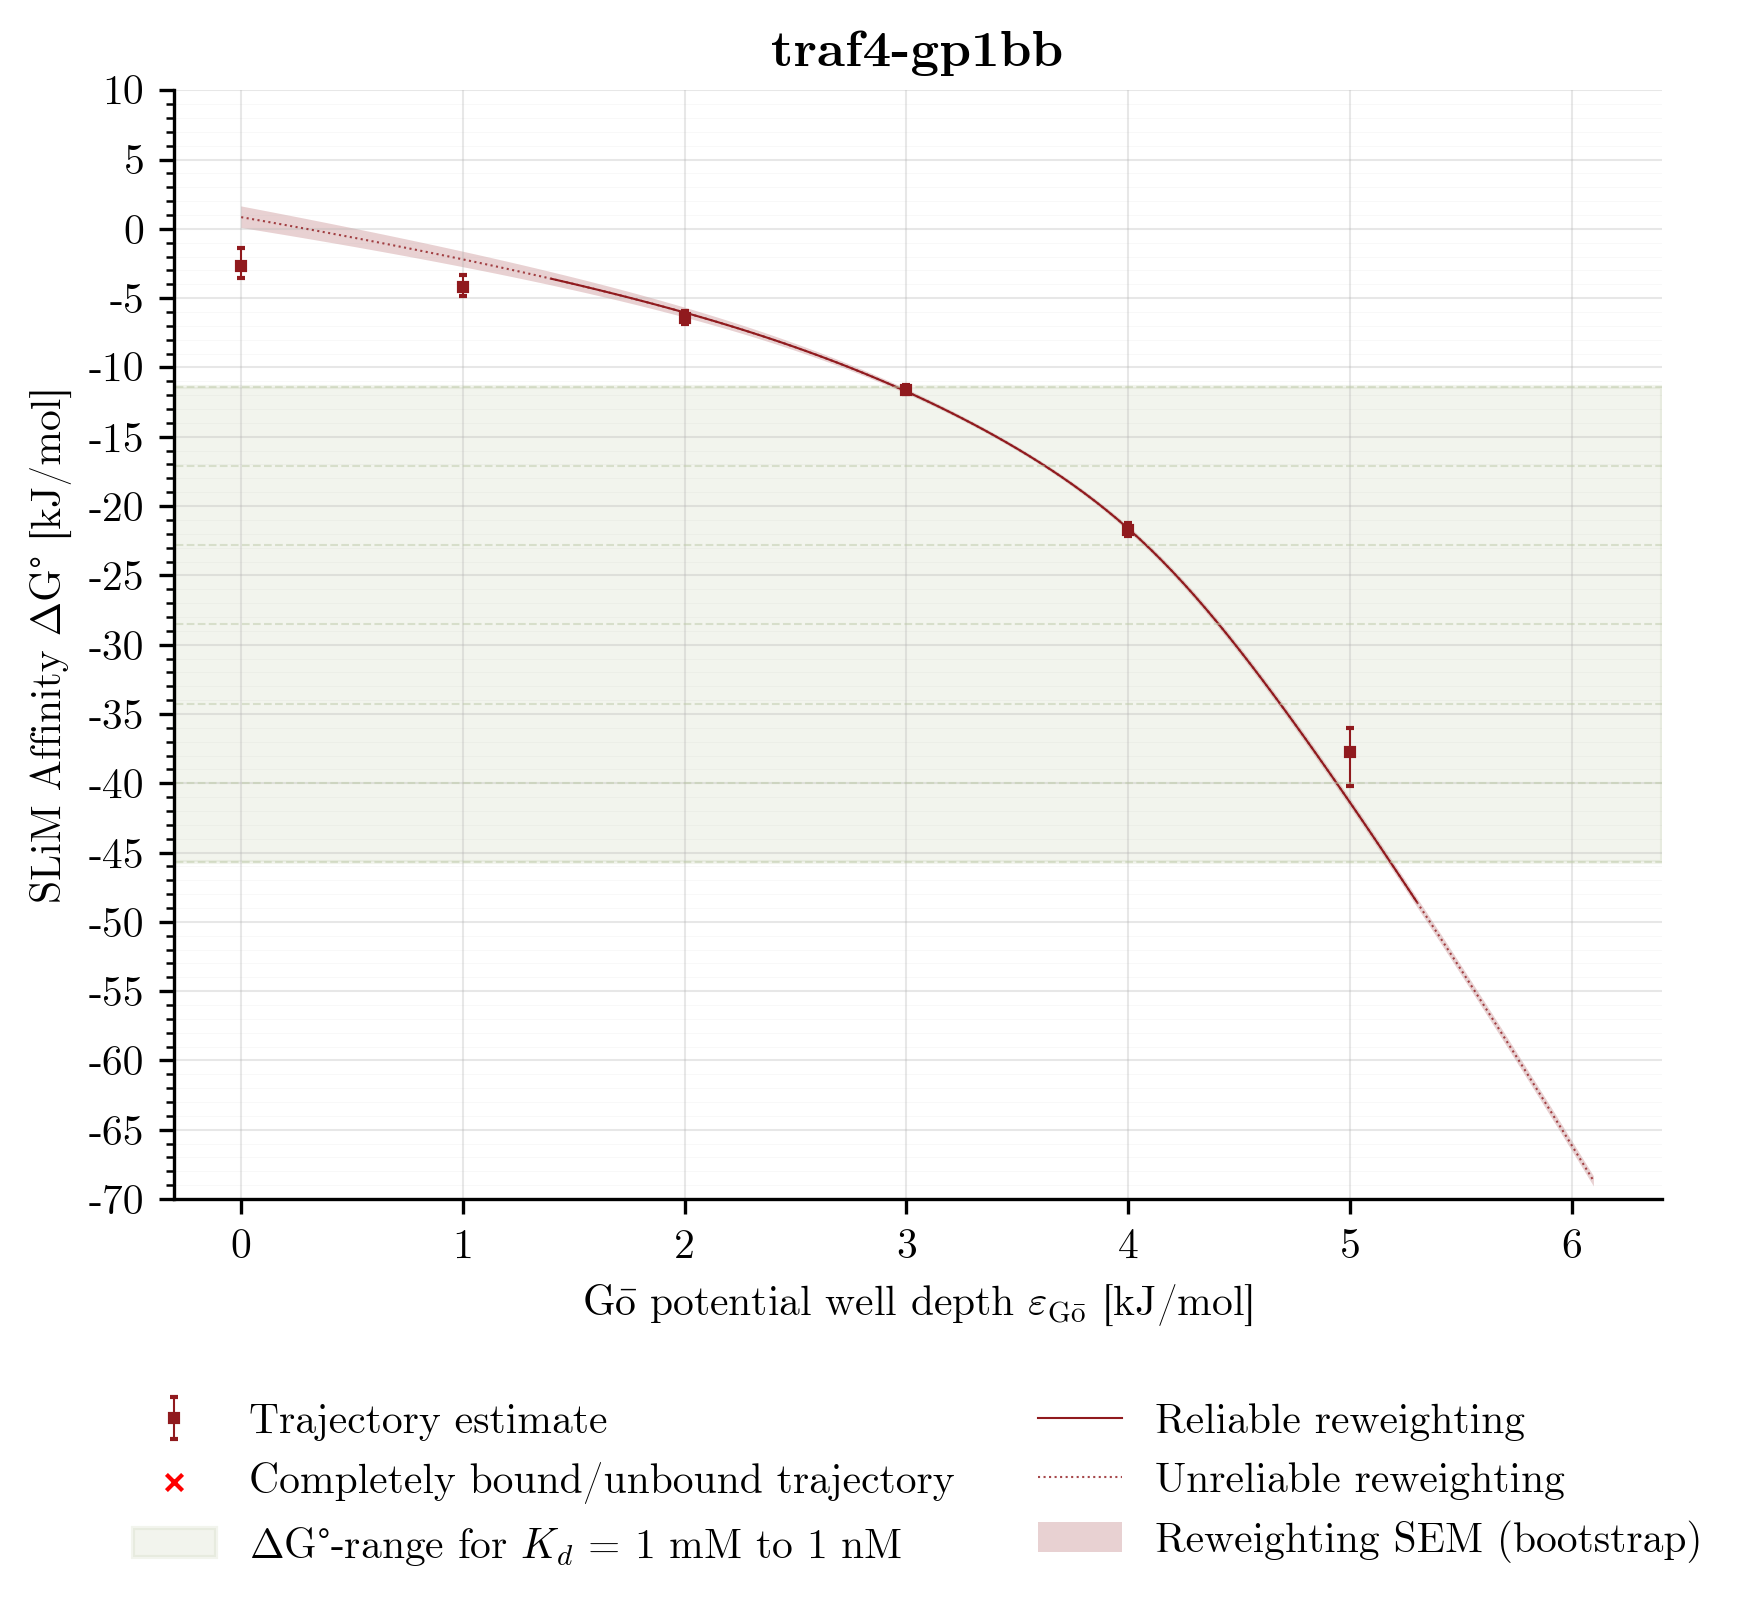 traf4-gp1bb
10
5
0
-5
-10
-15
-20
-25
-30
-35
-40
-45
-50
-55
-60
-65
-70
SLiM Affinity ΔG° [kJ/mol]
0 1 2 3 4 5 6
Gō potential well depth εGō [kJ/mol]
Trajectory estimate
Completely bound/unbound trajectory
ΔG°-range for Kd = 1 mM to 1 nM
Reliable reweighting
Unreliable reweighting
Reweighting SEM (bootstrap)